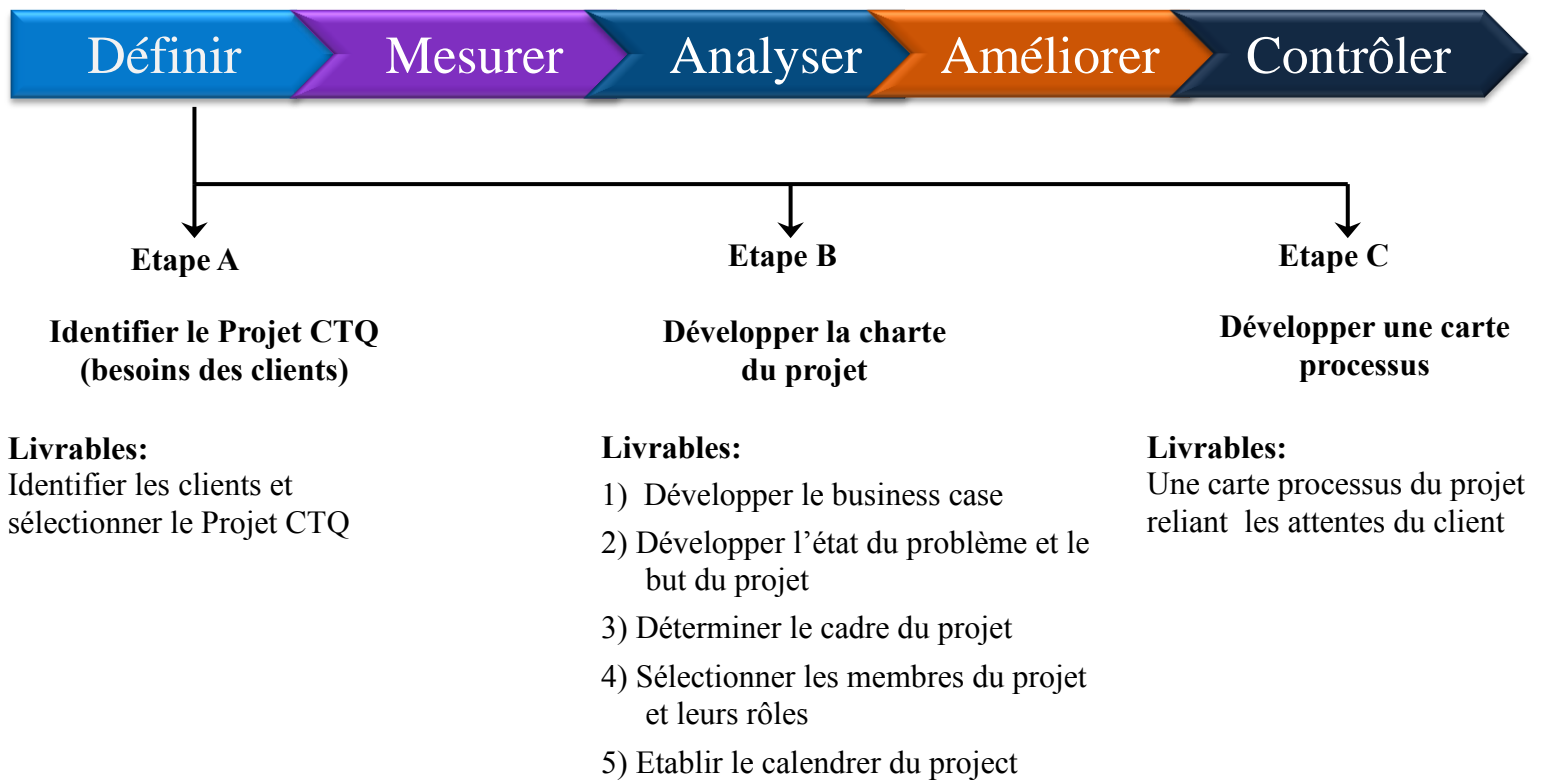 Définir Mesurer Analyser Améliorer Contrôler
Etape A
Identifier le Projet CTQ
(besoins des clients)
Livrables:
Identifier les clients et
sélectionner le Projet CTQ
Etape B
Développer la charte
du projet
Livrables:
1) Développer le business case
2) Développer l’état du problème et le
but du projet
3) Déterminer le cadre du projet
4) Sélectionner les membres du projet
et leurs rôles
5) Etablir le calendrer du project
Etape C
Développer une carte
processus
Livrables:
Une carte processus du projet
reliant les attentes du client